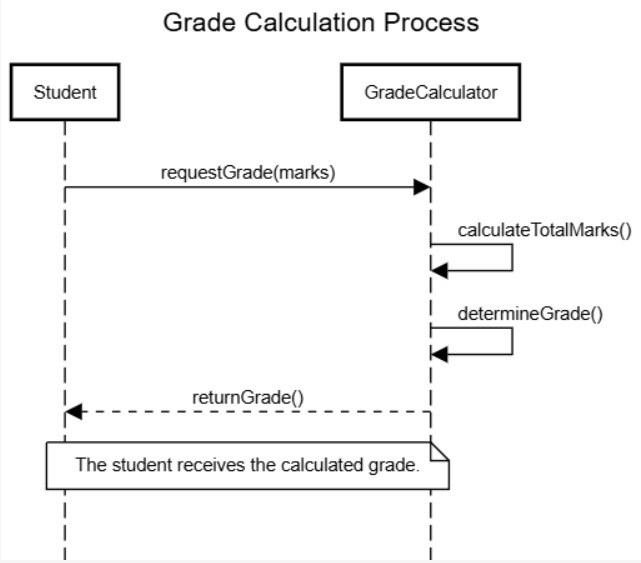 Grade Calculation Process
Student
GradeCalculator
requestGrade(marks)
calculateTotalMarks()
determineGrade()
returnGrade()
The student receives the calculated grade.